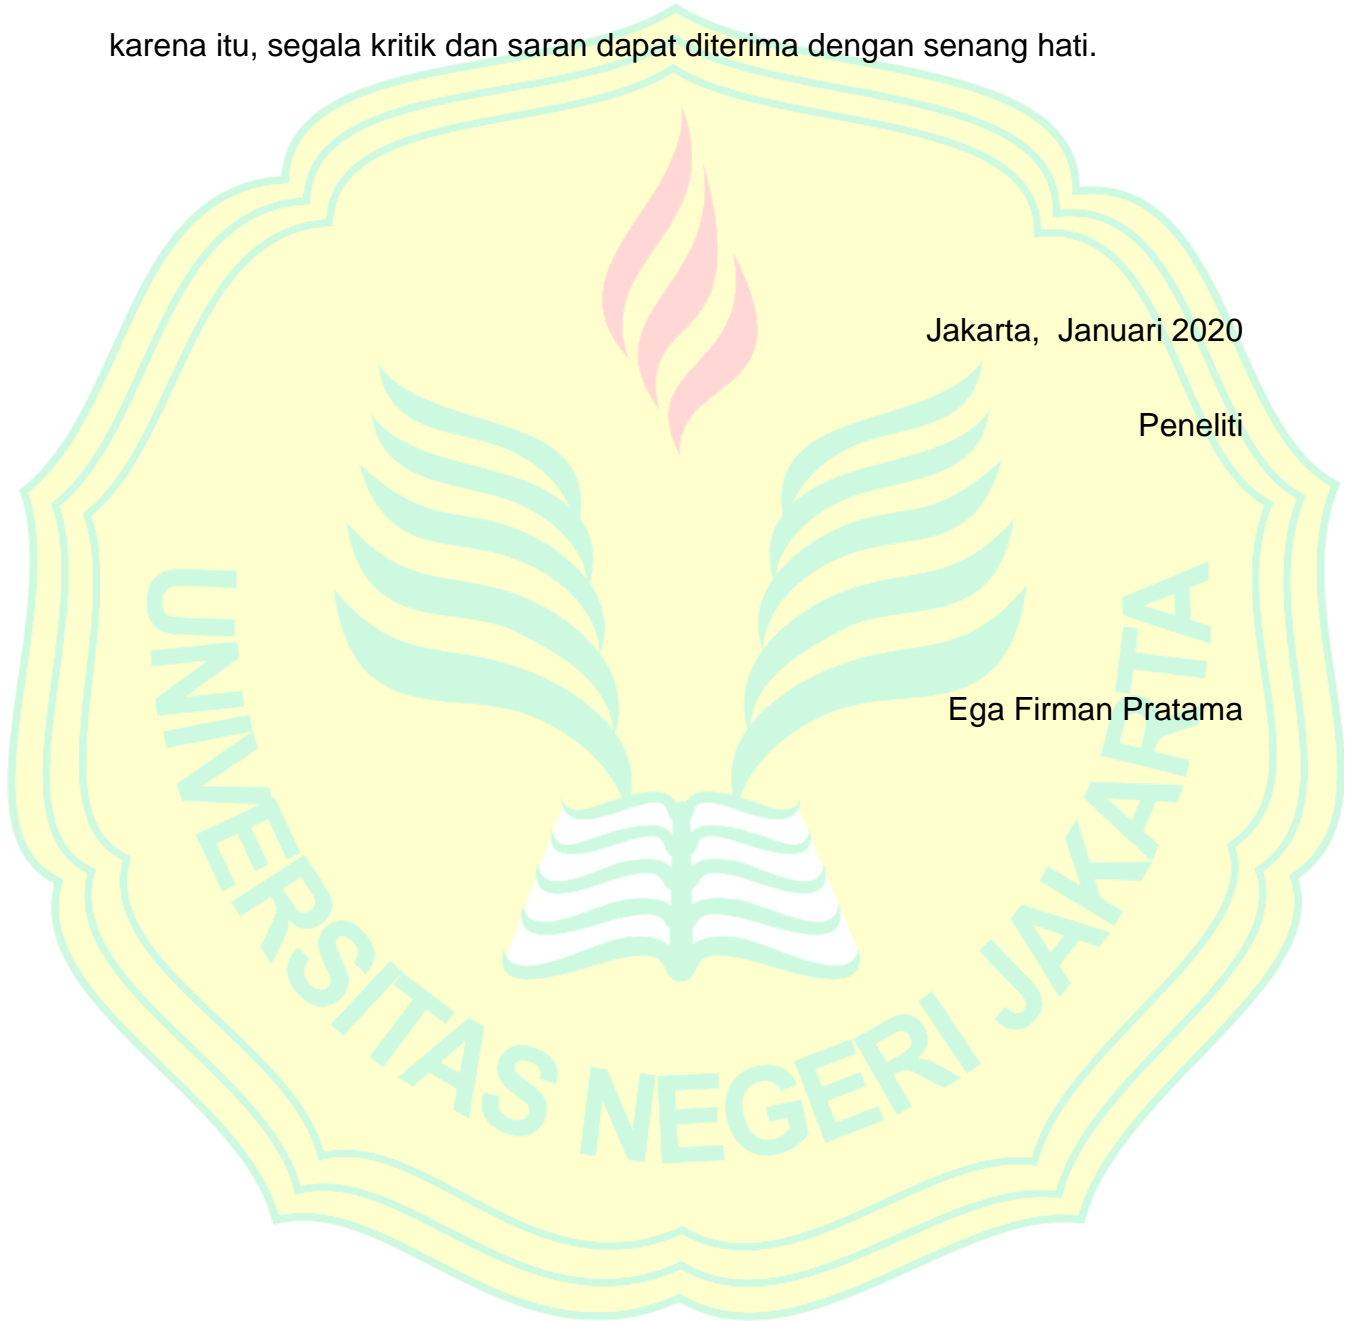 karena itu, segala kritik dan saran dapat diterima dengan senang hati.
Jakarta,  Januari 2020
Peneliti
Ega Firman Pratama
UNIVERSITAS NEGERI JAKARTA